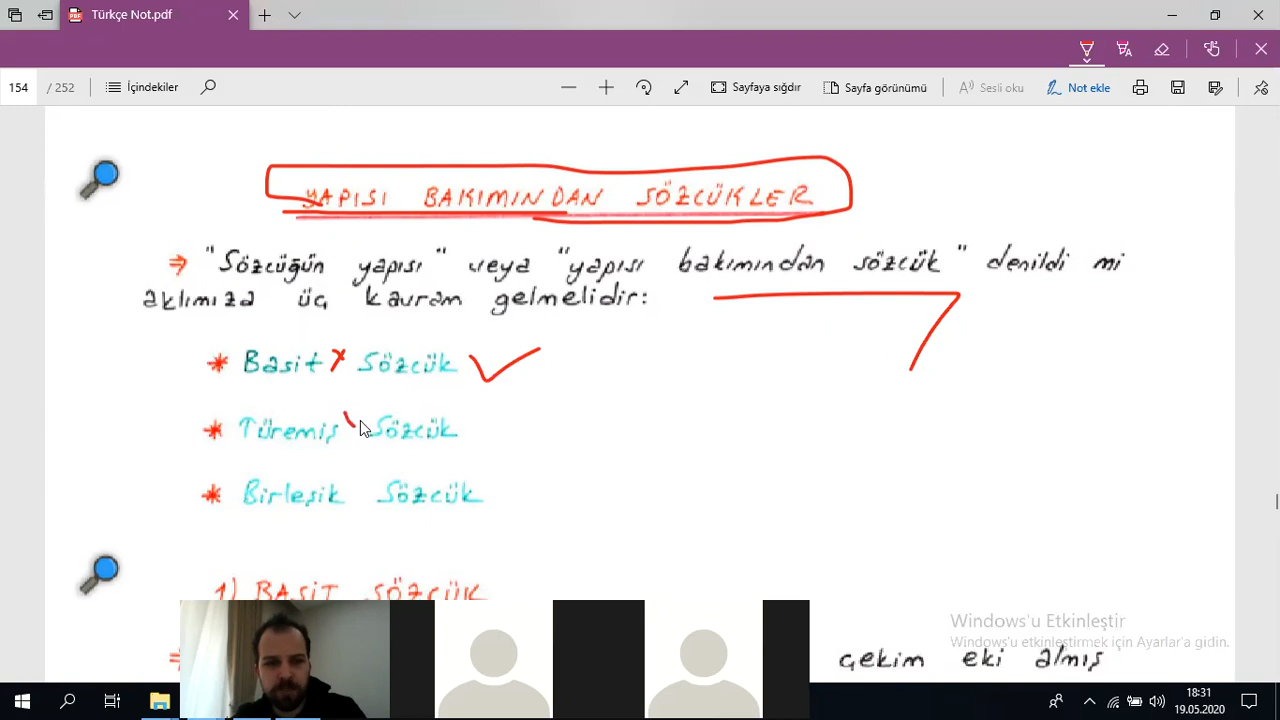 Türkçe Not.pdf
154 / 252 İçindekiler Sayfaya sığdır Sayfa görünümü Sesli oku Not ekle
YAPISI BAKIMINDAN SÖZCÜKLER
⇒ "Sözcüğün yapısı" veya "yapısı bakımından sözcük" denildi mi
aklımıza üç kavram gelmelidir:
* Basit Sözcük
* Türemiş Sözcük
* Birleşik Sözcük
1) BASİT SÖZCÜK
Windows'u Etkinleştir
Windows'u etkinleştirmek için Ayarlar'a gidin.
⇒ çekim eki almış
18:31
19.05.2020